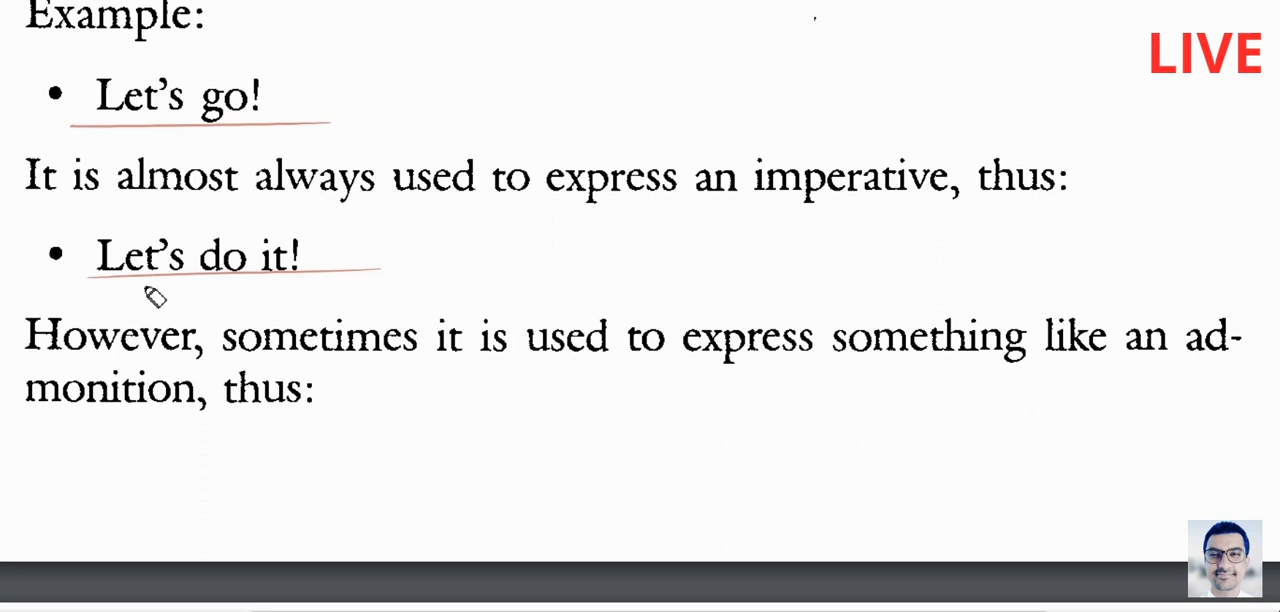 Example:
LIVE
• Let’s go!
It is almost always used to express an imperative, thus:
• Let’s do it!
However, sometimes it is used to express something like an ad-
monition, thus: